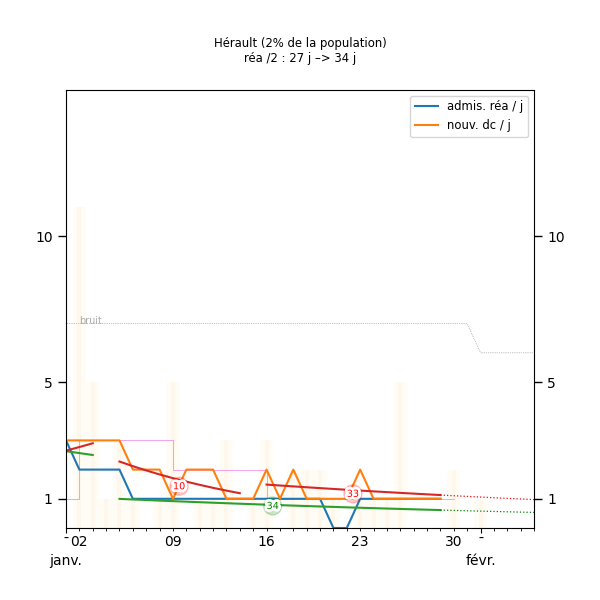 Hérault (2% de la population)
réa /2 : 27 j –> 34 j
admis. réa / j
nouv. dc / j
10 10
bruit
5 5
10
33
34
1 1
02 09 16 23 30
janv. févr.